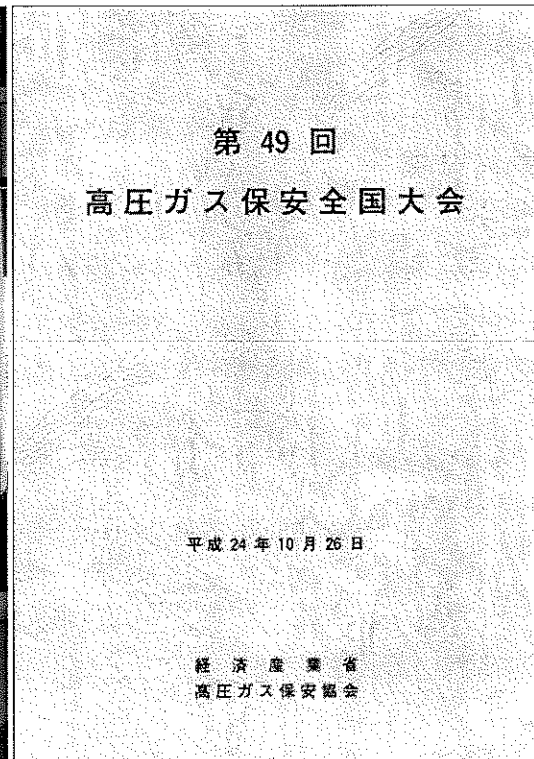 第 49 回
高圧ガス保安全国大会
平成 24 年 10 月 26 日
経済産業省
高圧ガス保安協会